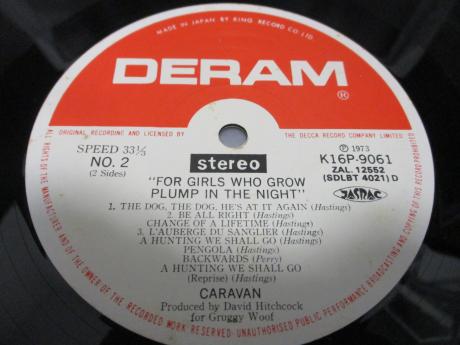 MADE IN JAPAN BY KING RECORD CO. LTD.
DERAM®
ORIGINAL RECORDING AND LICENSED BY THE DECCA RECORD COMPANY LIMITED
SPEED 33⅓
NO. 2
(2 Sides)
stereo
Ⓟ 1973
K16P-9061
ZAL. 12552
(SDLBT 4021) D
JASRAC
"FOR GIRLS WHO GROW
PLUMP IN THE NIGHT"
1. THE DOG, THE DOG, HE'S AT IT AGAIN (Hastings)
2. BE ALL RIGHT (Hastings)
CHANGE OF A LIFETIME (Hastings)
3. L'AUBERGE DU SANGLIER (Hastings)
A HUNTING WE SHALL GO (Hastings)
PENGOLA (Hastings)
BACKWARDS (Perry)
A HUNTING WE SHALL GO
(Reprise) (Hastings)
CARAVAN
Produced by David Hitchcock
for Gruggy Woof
ALL RIGHTS OF THE MANUFACTURER AND OF THE OWNER OF THE RECORDED WORK RESERVED-UNAUTHORISED PUBLIC PERFORMANCE BROADCASTING AND COPYING OF THIS RECORD PROHIBITED